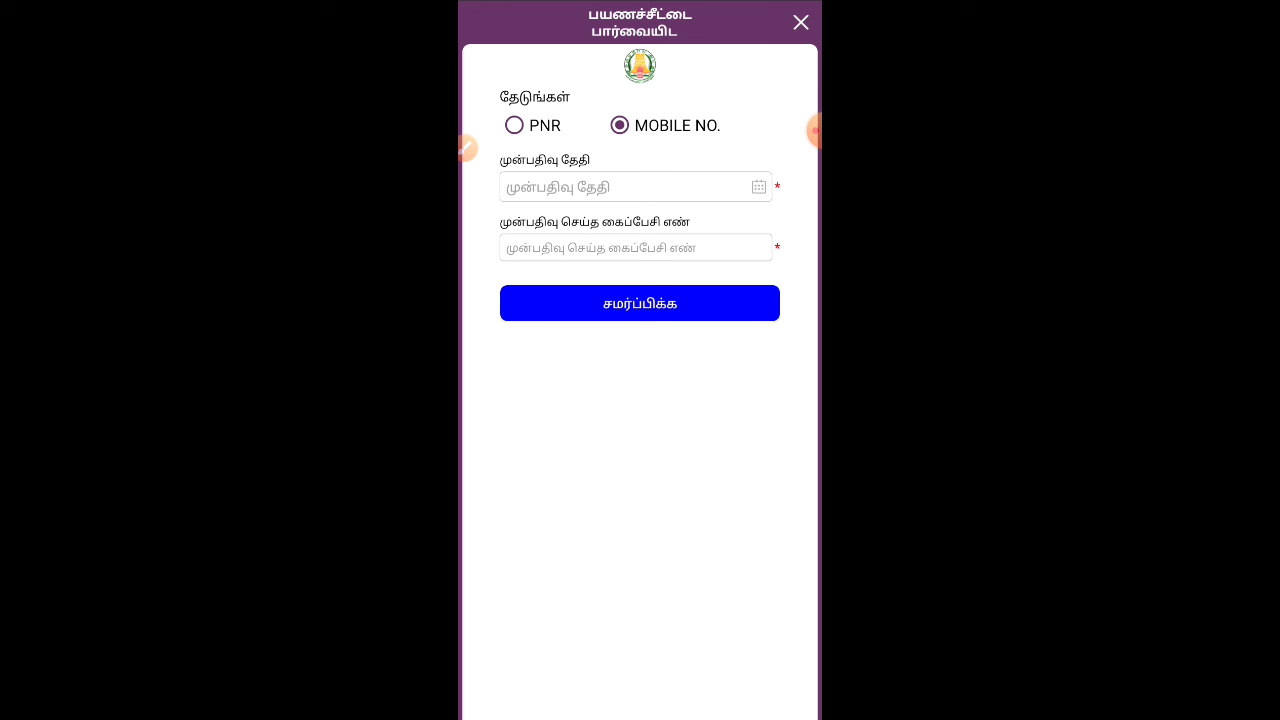 பயணச்சீட்டை
பார்வையிட
தேடுங்கள்
PNR
MOBILE NO.
முன்பதிவு தேதி
முன்பதிவு தேதி *
முன்பதிவு செய்த கைப்பேசி எண்
முன்பதிவு செய்த கைப்பேசி எண் *
சமர்ப்பிக்க